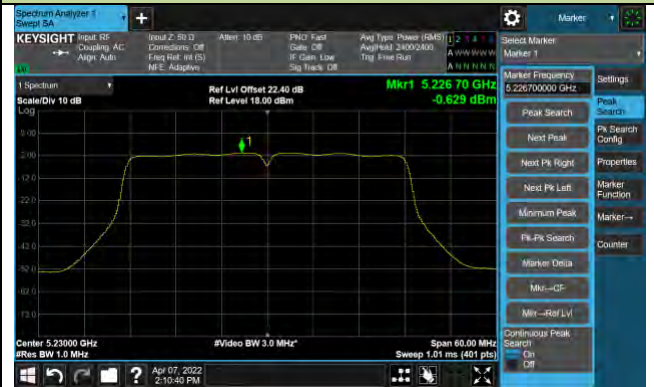 Spectrum Analyzer 1
Swept SA
+
Marker
KEYSIGHT Input: RF
Coupling: AC
Align: Auto
Input Z: 50 Ω
Corrections: Off
Freq Ref: Int (S)
NFE: Adaptive
Atten: 10 dB
PNO: Fast
Gate: Off
IF Gain: Low
Sig Track: Off
Avg Type: Power (RMS)
Avg|Hold: 2400/2400
Trig: Free Run
A W W W W W
A N N N N N
Select Marker
Marker 1
1 Spectrum
Scale/Div 10 dB
Log
Ref Lvl Offset 22.40 dB
Ref Level 18.00 dBm
Mkr1 5.226 70 GHz
-0.629 dBm
1
8.00
-2.00
-12.0
-22.0
-32.0
-42.0
-52.0
-62.0
-72.0
Center 5.23000 GHz
#Res BW 1.0 MHz
#Video BW 3.0 MHz*
Span 60.00 MHz
Sweep 1.01 ms (401 pts)
Marker Frequency
5.226700000 GHz
Peak Search
Next Peak
Next Pk Right
Next Pk Left
Minimum Peak
Pk-Pk Search
Marker Delta
Mkr→CF
Mkr→Ref Lvl
Continuous Peak
Search
On
Off
Settings
Peak
Search
Pk Search
Config
Properties
Marker
Function
Marker→
Counter
?
Apr 07, 2022
2:10:40 PM